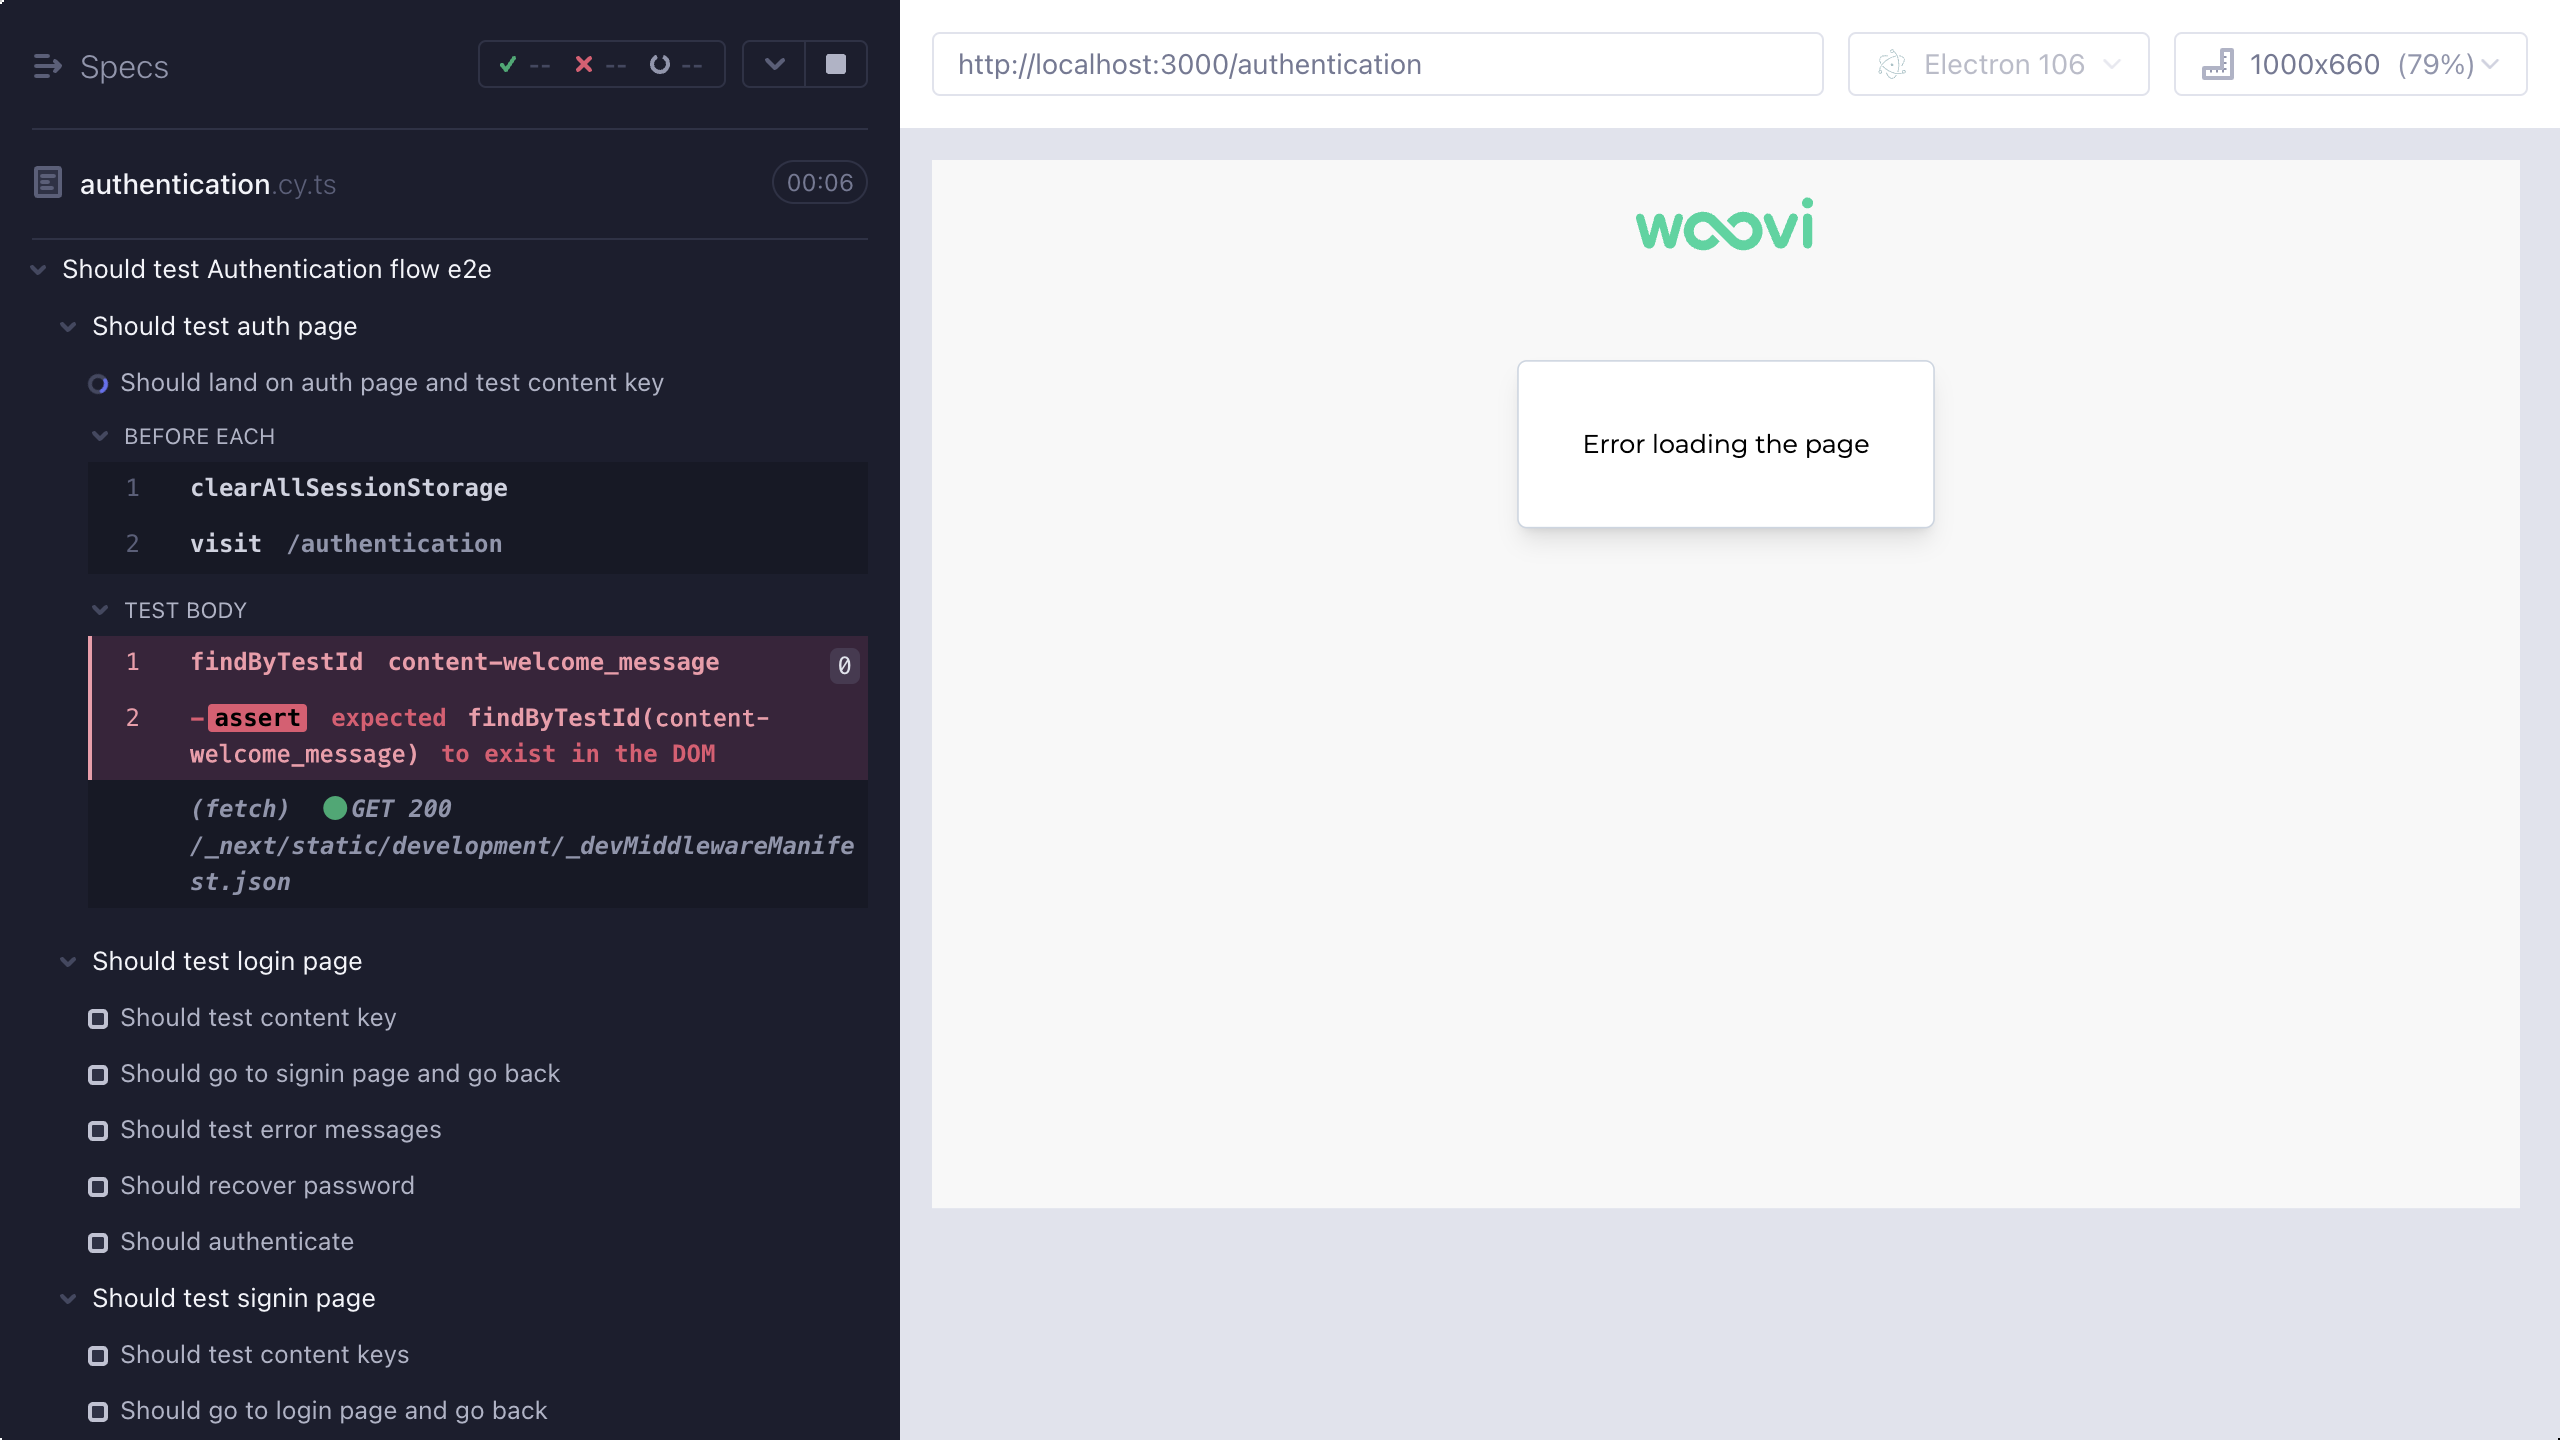 Specs
-- -- --
authentication.cy.ts 00:06
Should test Authentication flow e2e
Should test auth page
Should land on auth page and test content key
BEFORE EACH
1 clearAllSessionStorage
2 visit /authentication
TEST BODY
1 findByTestId content-welcome_message 0
2 -assert expected findByTestId(content-
welcome_message) to exist in the DOM
(fetch) GET 200
/_next/static/development/_devMiddlewareManife
st.json
Should test login page
Should test content key
Should go to signin page and go back
Should test error messages
Should recover password
Should authenticate
Should test signin page
Should test content keys
Should go to login page and go back
http://localhost:3000/authentication
Electron 106
1000x660 (79%)
woovi
Error loading the page